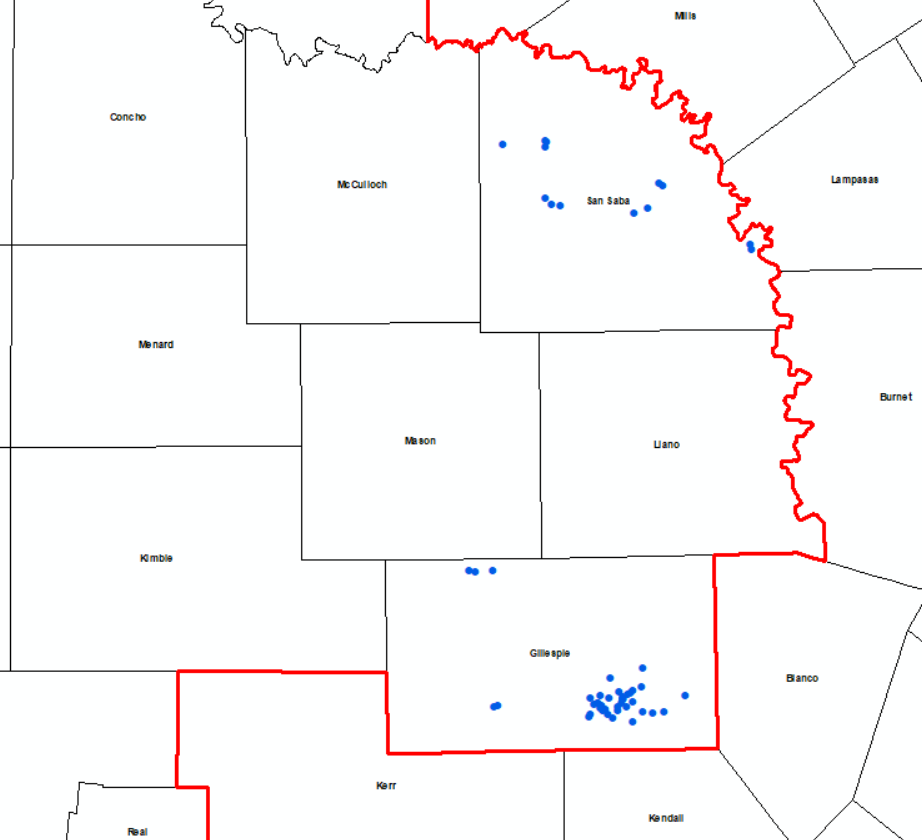 Mills
Concho
McCulloch
Lampasas
San Saba
Menard
Burnet
Mason
Llano
Kimble
Gillespie
Blanco
Kerr
Kendall
Real